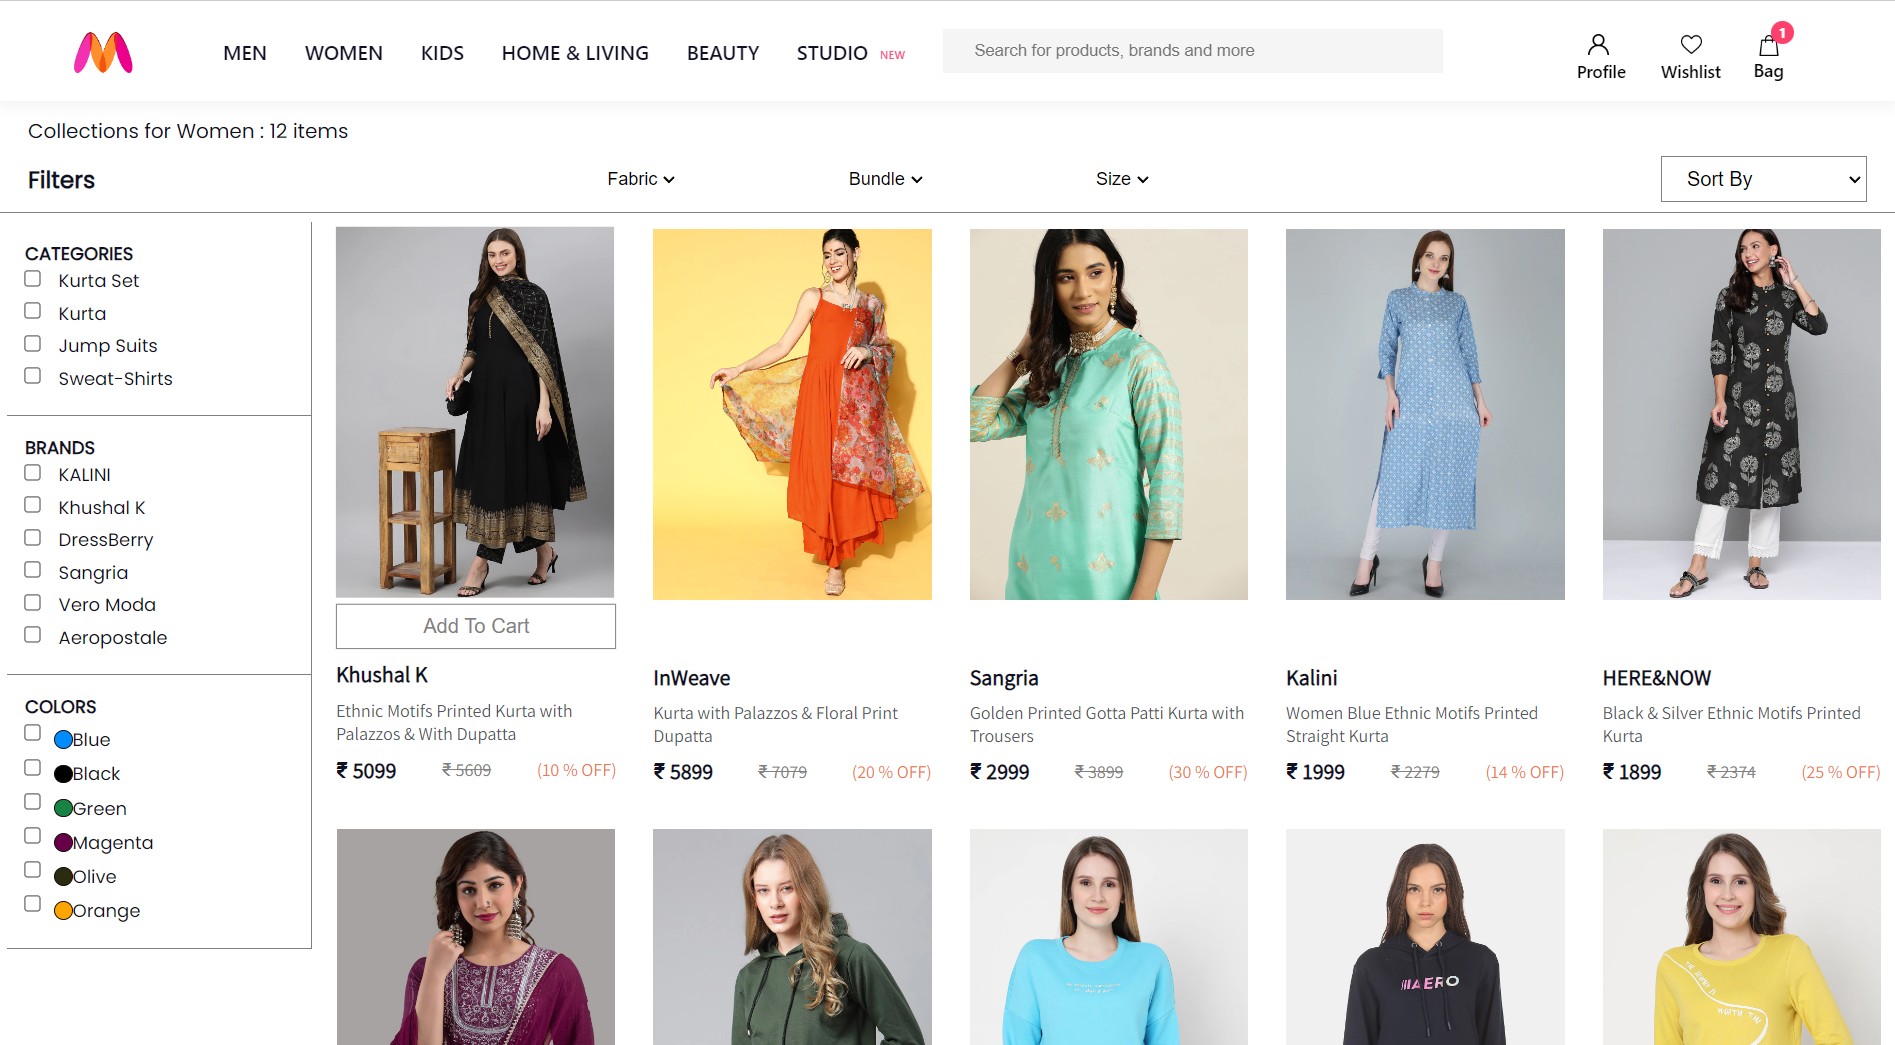 MEN WOMEN KIDS HOME & LIVING BEAUTY STUDIO NEW Search for products, brands and more Profile Wishlist Bag 1
Collections for Women : 12 items
Filters Fabric Bundle Size Sort By
CATEGORIES
Kurta Set
Kurta
Jump Suits
Sweat-Shirts
BRANDS
KALINI
Khushal K
DressBerry
Sangria
Vero Moda
Aeropostale
COLORS
Blue
Black
Green
Magenta
Olive
Orange
Add To Cart
Khushal K
Ethnic Motifs Printed Kurta with
Palazzos & With Dupatta
₹ 5099 ₹ 5609 (10 % OFF)
InWeave
Kurta with Palazzos & Floral Print
Dupatta
₹ 5899 ₹ 7079 (20 % OFF)
Sangria
Golden Printed Gotta Patti Kurta with
Trousers
₹ 2999 ₹ 3899 (30 % OFF)
Kalini
Women Blue Ethnic Motifs Printed
Straight Kurta
₹ 1999 ₹ 2279 (14 % OFF)
HERE&NOW
Black & Silver Ethnic Motifs Printed
Kurta
₹ 1899 ₹ 2374 (25 % OFF)
AERO